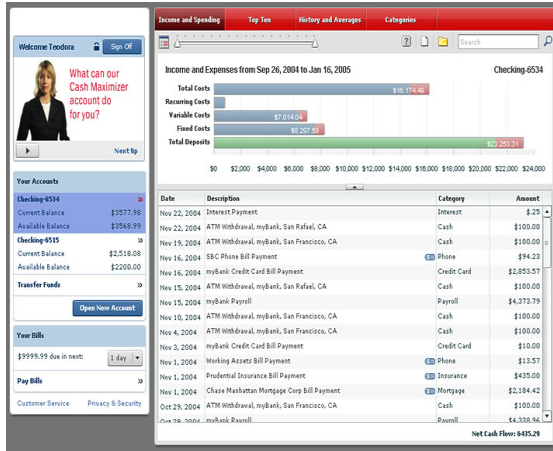 Income and Spending Top Ten History and Averages Categories
Welcome Teodora Sign Off
Search
What can our
Cash Maximizer
account do
for you?
Next tip
Income and Expenses from Sep 26, 2004 to Jan 16, 2005 Checking-6534
Total Costs $16,174.40
Recurring Costs
Variable Costs $7,014.04
Fixed Costs $8,297.58
Total Deposits $23,253.31
$0 $2,000 $4,000 $6,000 $8,000 $10,000 $12,000 $14,000 $16,000 $18,000 $20,000 $22,000 $24,000
Your Accounts
Checking-6534 »
Current Balance $3577.98
Available Balance $3568.99
Checking-6515 »
Current Balance $2,518.08
Available Balance $2208.00
Transfer Funds »
Open New Account
Your Bills
$9999.99 due in next: 1 day
Pay Bills »
Customer Service Privacy & Security
Date Description Category Amount
Nov 22, 2004 Interest Payment Interest $.25
Nov 22, 2004 ATM Withdrawal, myBank, San Rafael, CA Cash $100.00
Nov 19, 2004 ATM Withdrawal, myBank, San Francisco, CA Cash $100.00
Nov 16, 2004 SBC Phone Bill Payment Phone $94.23
Nov 16, 2004 myBank Credit Card Bill Payment Credit Card $2,853.57
Nov 15, 2004 ATM Withdrawal, myBank, San Rafael, CA Cash $100.00
Nov 15, 2004 myBank Payroll Payroll $4,373.79
Nov 10, 2004 ATM Withdrawal, myBank, San Francisco, CA Cash $100.00
Nov 4, 2004 ATM Withdrawal, myBank, San Francisco, CA Cash $100.00
Nov 3, 2004 myBank Credit Card Bill Payment Credit Card $10.00
Nov 1, 2004 Working Assets Bill Payment Phone $13.57
Nov 1, 2004 Prudential Insurance Bill Payment Insurance $435.00
Nov 1, 2004 Chase Manhattan Mortgage Corp Bill Payment Mortgage $2,184.42
Oct 29, 2004 ATM Withdrawal, myBank, San Francisco, CA Cash $100.00
Oct 29, 2004 myBank Payroll Payroll $4,338.96
Net Cash Flow: 6435.29